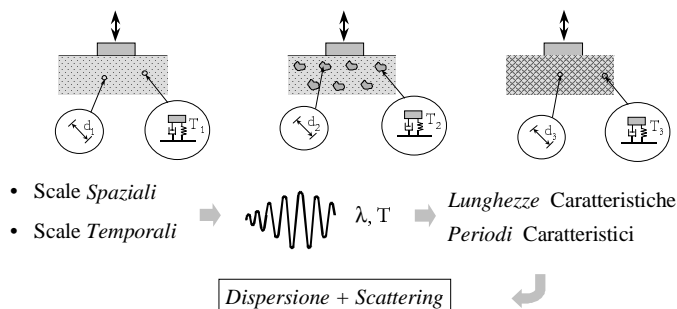 d1 T1 d2 T2 d3 T3
• Scale Spaziali
• Scale Temporali
λ, T
Lunghezze Caratteristiche
Periodi Caratteristici
Dispersione + Scattering